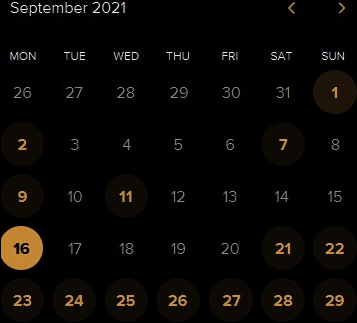 September 2021
MON TUE WED THU FRI SAT SUN
26 27 28 29 30 31 1
2 3 4 5 6 7 8
9 10 11 12 13 14 15
16 17 18 19 20 21 22
23 24 25 26 27 28 29